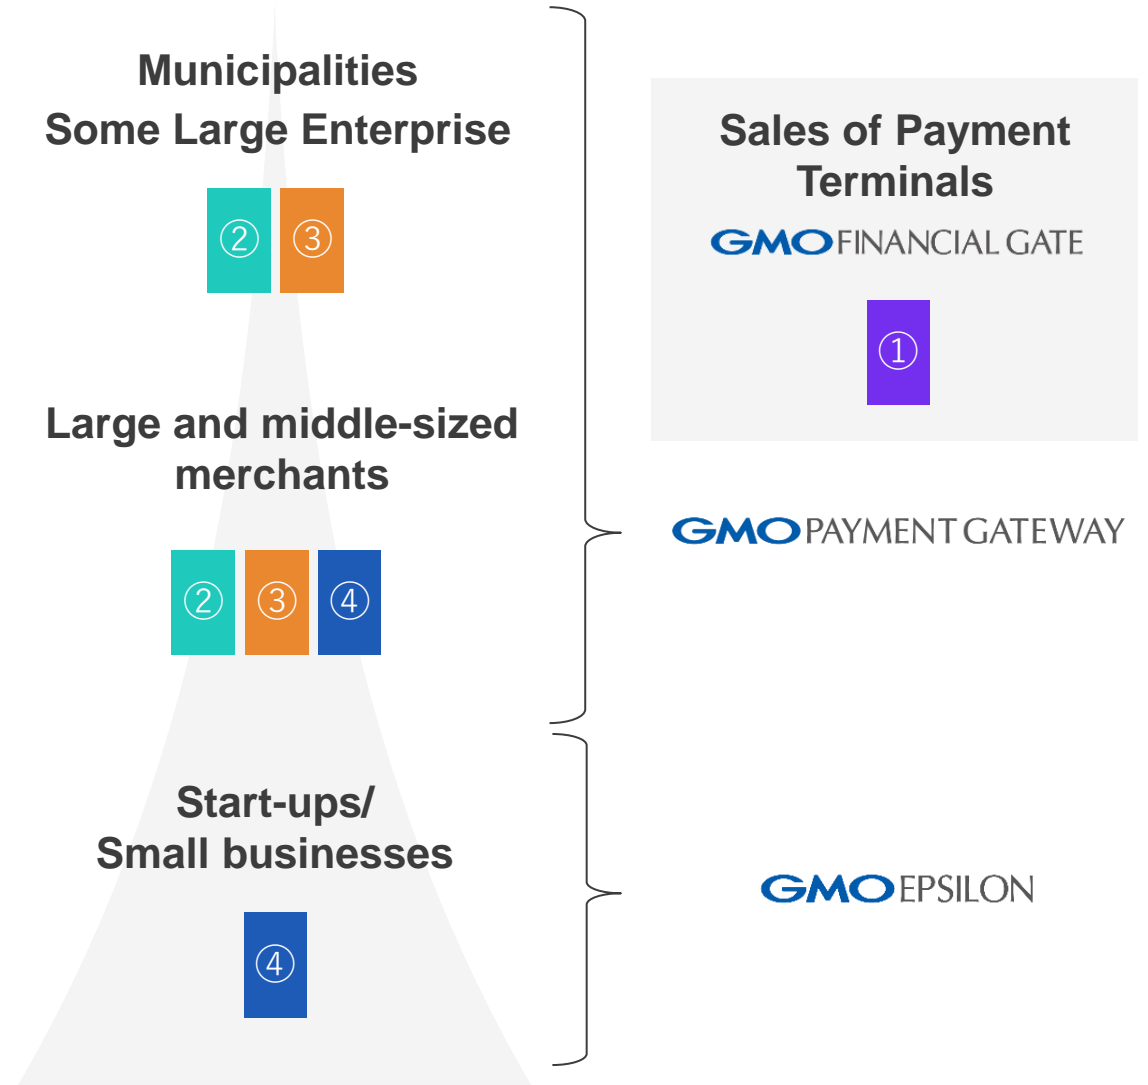 Municipalities
Some Large Enterprise
② ③
Large and middle-sized
merchants
② ③ ④
Start-ups/
Small businesses
④
Sales of Payment
Terminals
GMO FINANCIAL GATE
①
GMO PAYMENT GATEWAY
GMO EPSILON